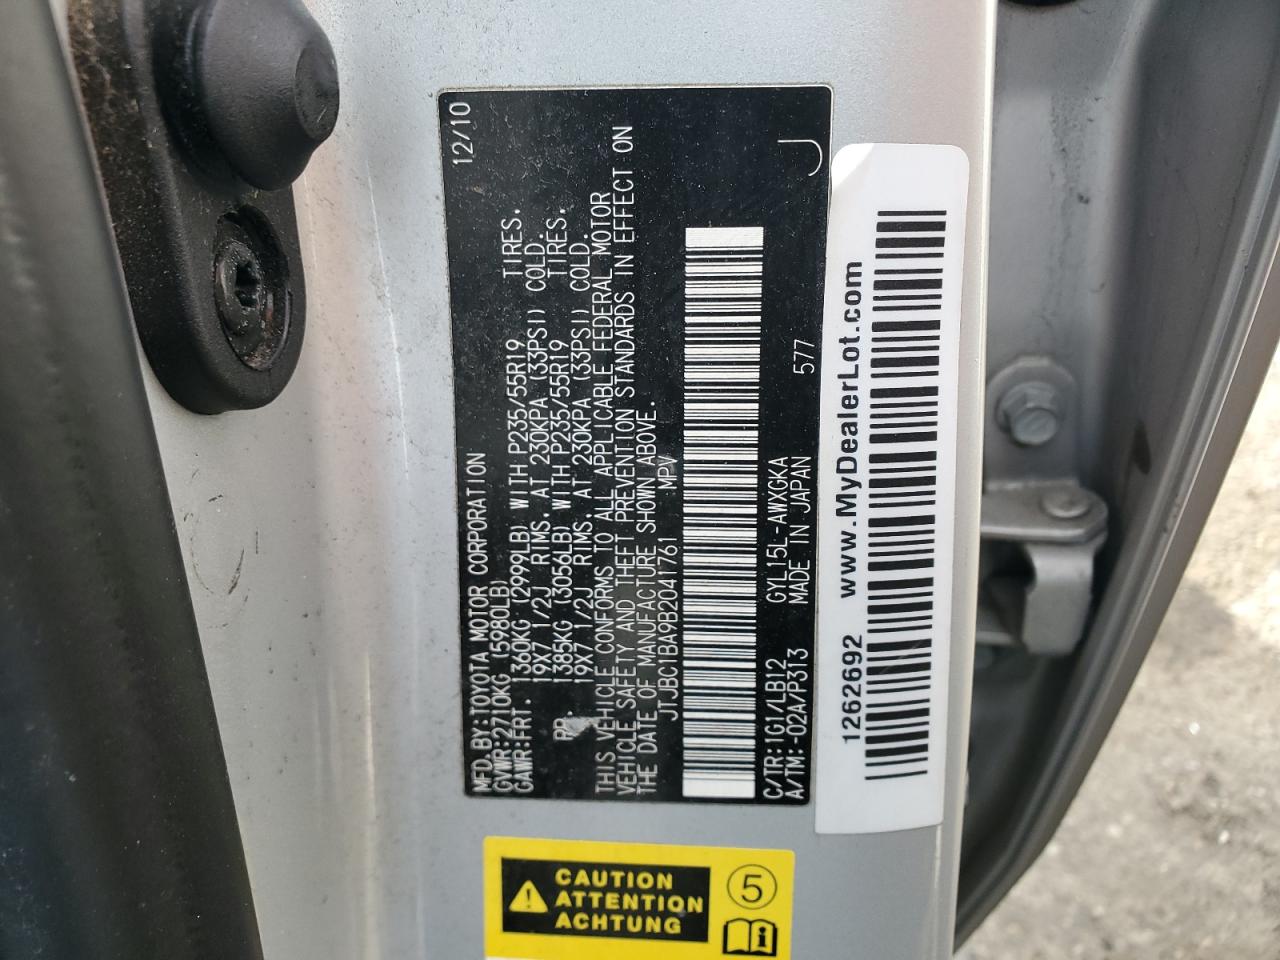 MFD. BY: TOYOTA MOTOR CORPORATION 12/10
GVWR: 2710KG (5980LB)
GAWR: FRT. 1360KG (2999LB) WITH P235/55R19 TIRES.
19X7 1/2J RIMS. AT 230KPA (33PSI) COLD.
RR. 1385KG (3056LB) WITH P235/55R19 TIRES.
19X7 1/2J RIMS. AT 230KPA (33PSI) COLD.
THIS VEHICLE CONFORMS TO ALL APPLICABLE FEDERAL MOTOR
VEHICLE SAFETY AND THEFT PREVENTION STANDARDS IN EFFECT ON
THE DATE OF MANUFACTURE SHOWN ABOVE.
JTJBC1BA9B2041761 MPV
C/TR: 1G1/LB12 GYL15L-AWXGKA
A/TM: -02A/P313 MADE IN JAPAN 577 J
1262692 www.MyDealerLot.com
CAUTION
ATTENTION
ACHTUNG
5
i